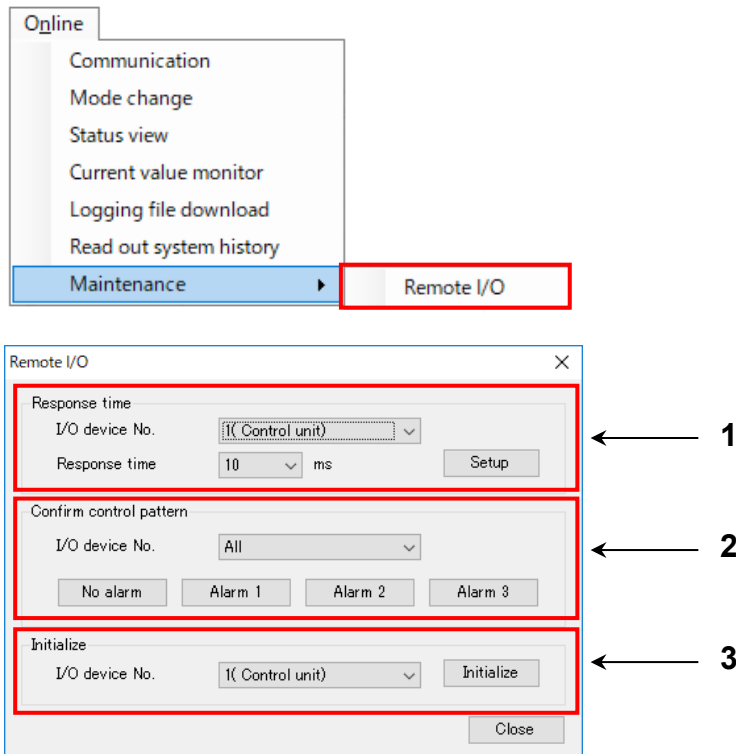 Online
Communication
Mode change
Status view
Current value monitor
Logging file download
Read out system history
Maintenance Remote I/O
Remote I/O
Response time
I/O device No. 1( Control unit)
Response time 10 ms Setup
1
Confirm control pattern
I/O device No. All
2
No alarm Alarm 1 Alarm 2 Alarm 3
Initialize
I/O device No. 1( Control unit) Initialize
3
Close